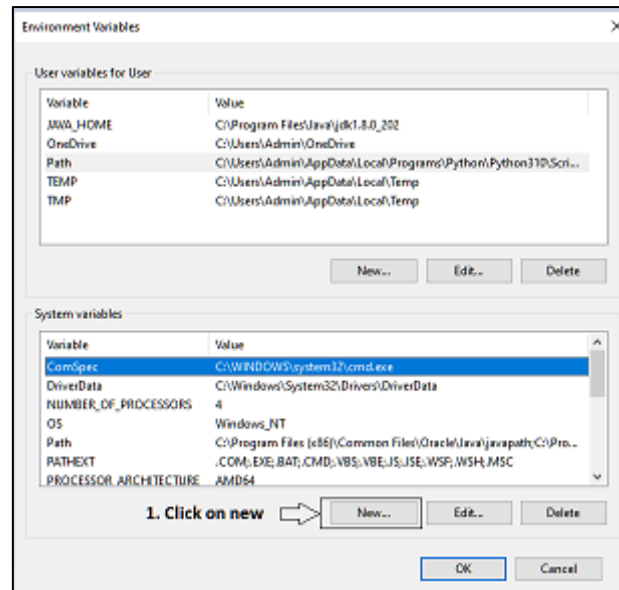 Environment Variables
User variables for User
Variable Value
JAVA_HOME C:\Program Files\Java\jdk1.8.0_202
OneDrive C:\Users\Admin\OneDrive
Path C:\Users\Admin\AppData\Local\Programs\Python\Python310\Scri...
TEMP C:\Users\Admin\AppData\Local\Temp
TMP C:\Users\Admin\AppData\Local\Temp
New... Edit... Delete
System variables
Variable Value
ComSpec C:\WINDOWS\system32\cmd.exe
DriverData C:\Windows\System32\Drivers\DriverData
NUMBER_OF_PROCESSORS 4
OS Windows_NT
Path C:\Program Files (x86)\Common Files\Oracle\Java\javapath;C:\Pro...
PATHEXT .COM;.EXE;.BAT;.CMD;.VBS;.VBE;.JS;.JSE;.WSF;.WSH;.MSC
PROCESSOR_ARCHITECTURE AMD64
1. Click on new New... Edit... Delete
OK Cancel